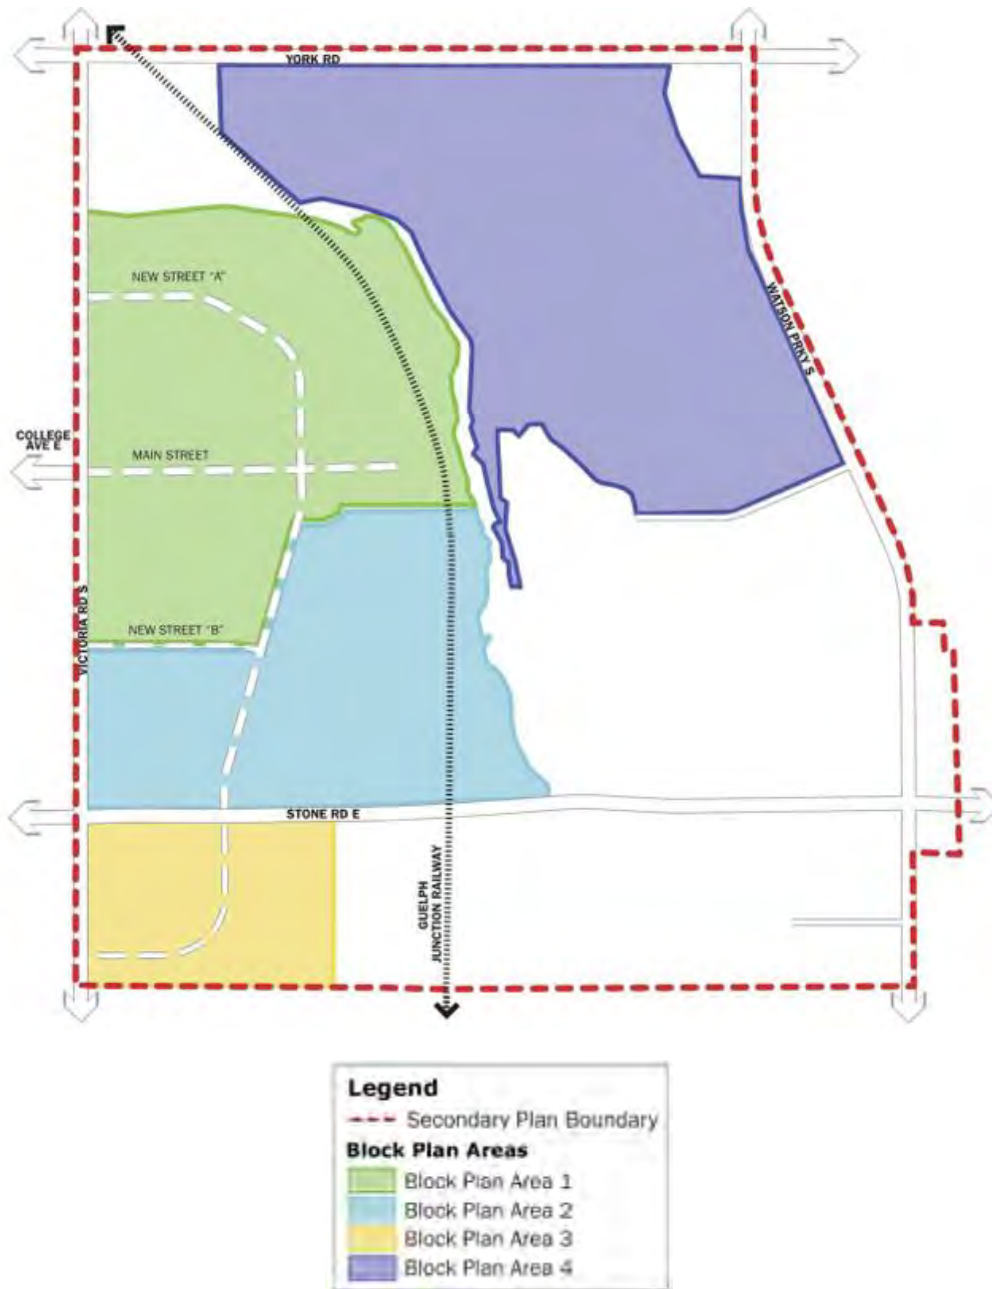 YORK RD
NEW STREET "A"
WATSON PRKY S
COLLEGE
AVE E
MAIN STREET
VICTORIA RD S
NEW STREET "B"
STONE RD E
GUELPH
JUNCTION RAILWAY
Legend
Secondary Plan Boundary
Block Plan Areas
Block Plan Area 1
Block Plan Area 2
Block Plan Area 3
Block Plan Area 4